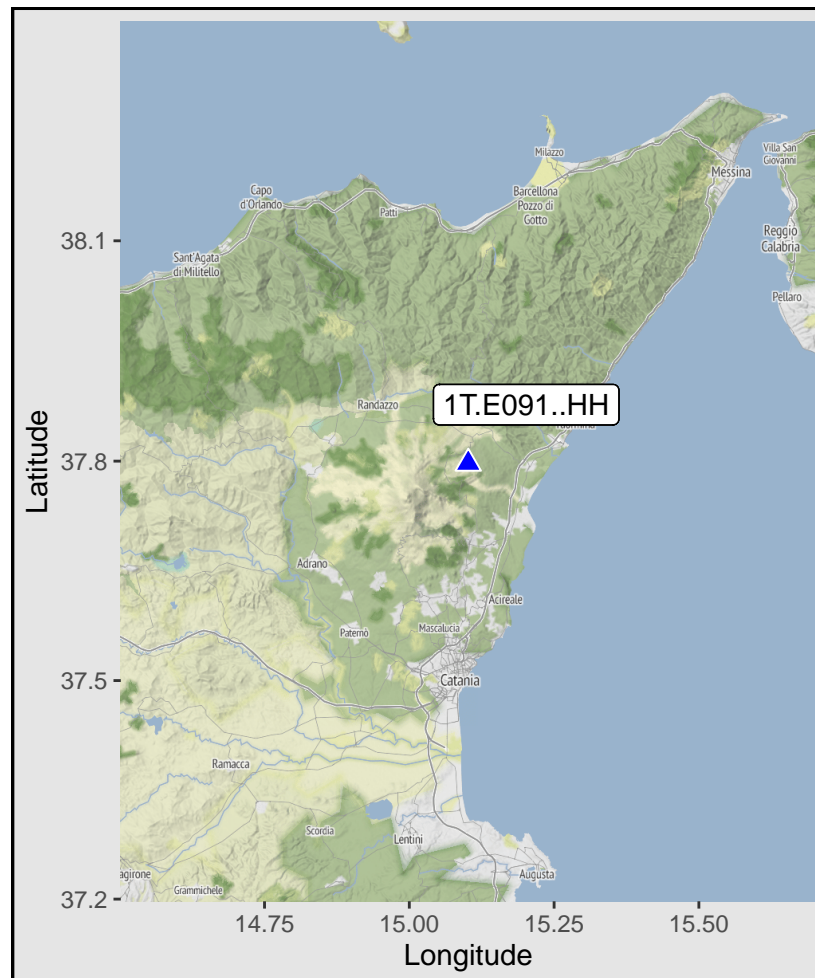 Milazzo
Villa San
Giovanni
Messina
Capo
d'Orlando
Barcellona
Pozzo di
Gotto
Patti
38.1
Reggio
Calabria
Sant'Agata
di Militello
Pellaro
Randazzo
1T.E091..HH
37.8
Latitude
Adrano
Acireale
Paternò
Mascalucia
37.5
Catania
Ramacca
Scordia
Lentini
agirone
Augusta
Grammichele
37.2
14.75
15.00
15.25
15.50
Longitude